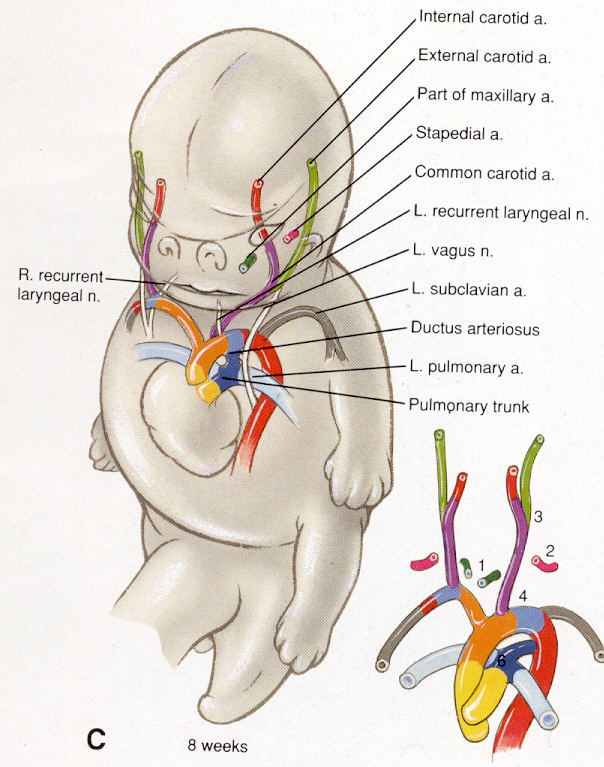 Internal carotid a.
External carotid a.
Part of maxillary a.
Stapedial a.
Common carotid a.
L. recurrent laryngeal n.
L. vagus n.
R. recurrent
laryngeal n.
L. subclavian a.
Ductus arteriosus
L. pulmonary a.
Pulmonary trunk
3
1
2
4
6
C
8 weeks